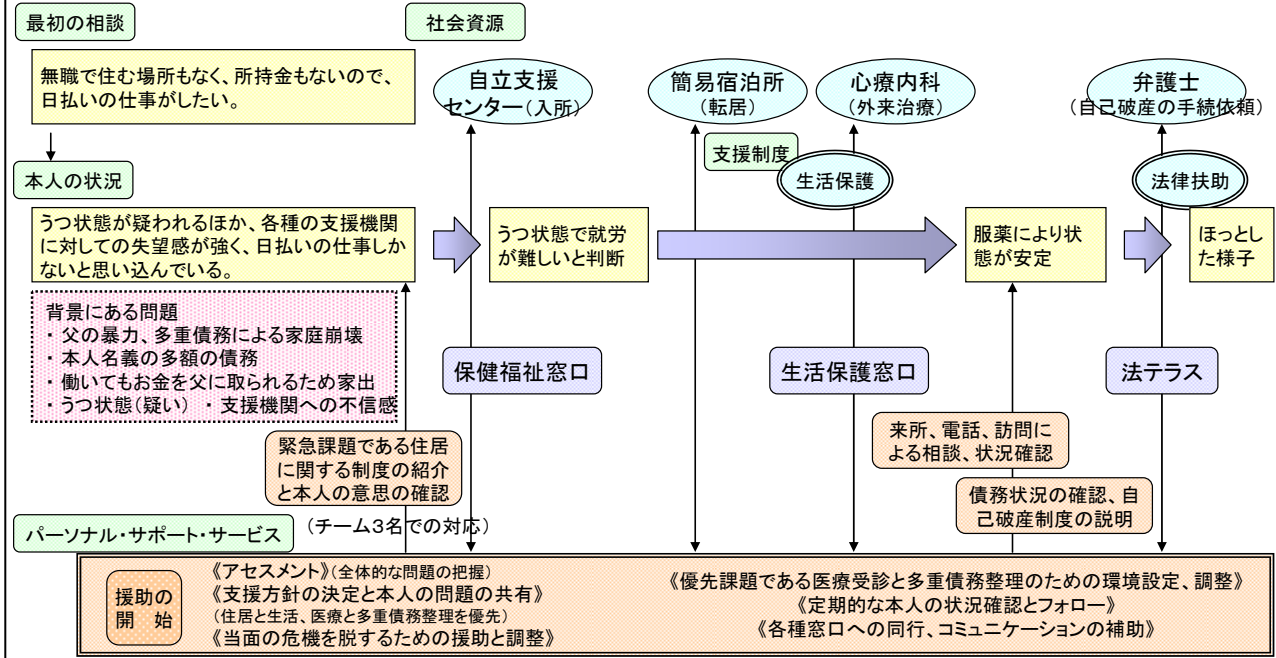 最初の相談
社会資源
無職で住む場所もなく、所持金もないので、
日払いの仕事がしたい。
自立支援
センター(入所)
簡易宿泊所
(転居)
心療内科
(外来治療)
弁護士
(自己破産の手続依頼)
支援制度
本人の状況
生活保護
法律扶助
うつ状態が疑われるほか、各種の支援機関
に対しての失望感が強く、日払いの仕事しか
ないと思い込んでいる。
うつ状態で就労
が難しいと判断
服薬により状
態が安定
ほっとし
た様子
背景にある問題
・ 父の暴力、多重債務による家庭崩壊
・ 本人名義の多額の債務
・ 働いてもお金を父に取られるため家出
・ うつ状態(疑い) ・ 支援機関への不信感
保健福祉窓口
生活保護窓口
法テラス
緊急課題である住居
に関する制度の紹介
と本人の意思の確認
来所、電話、訪問に
よる相談、状況確認
債務状況の確認、自
己破産制度の説明
パーソナル・サポート・サービス
(チーム3名での対応)
援助の
開 始
《アセスメント》(全体的な問題の把握)
《支援方針の決定と本人の問題の共有》
(住居と生活、医療と多重債務整理を優先)
《当面の危機を脱するための援助と調整》
《優先課題である医療受診と多重債務整理のための環境設定、調整》
《定期的な本人の状況確認とフォロー》
《各種窓口への同行、コミュニケーションの補助》